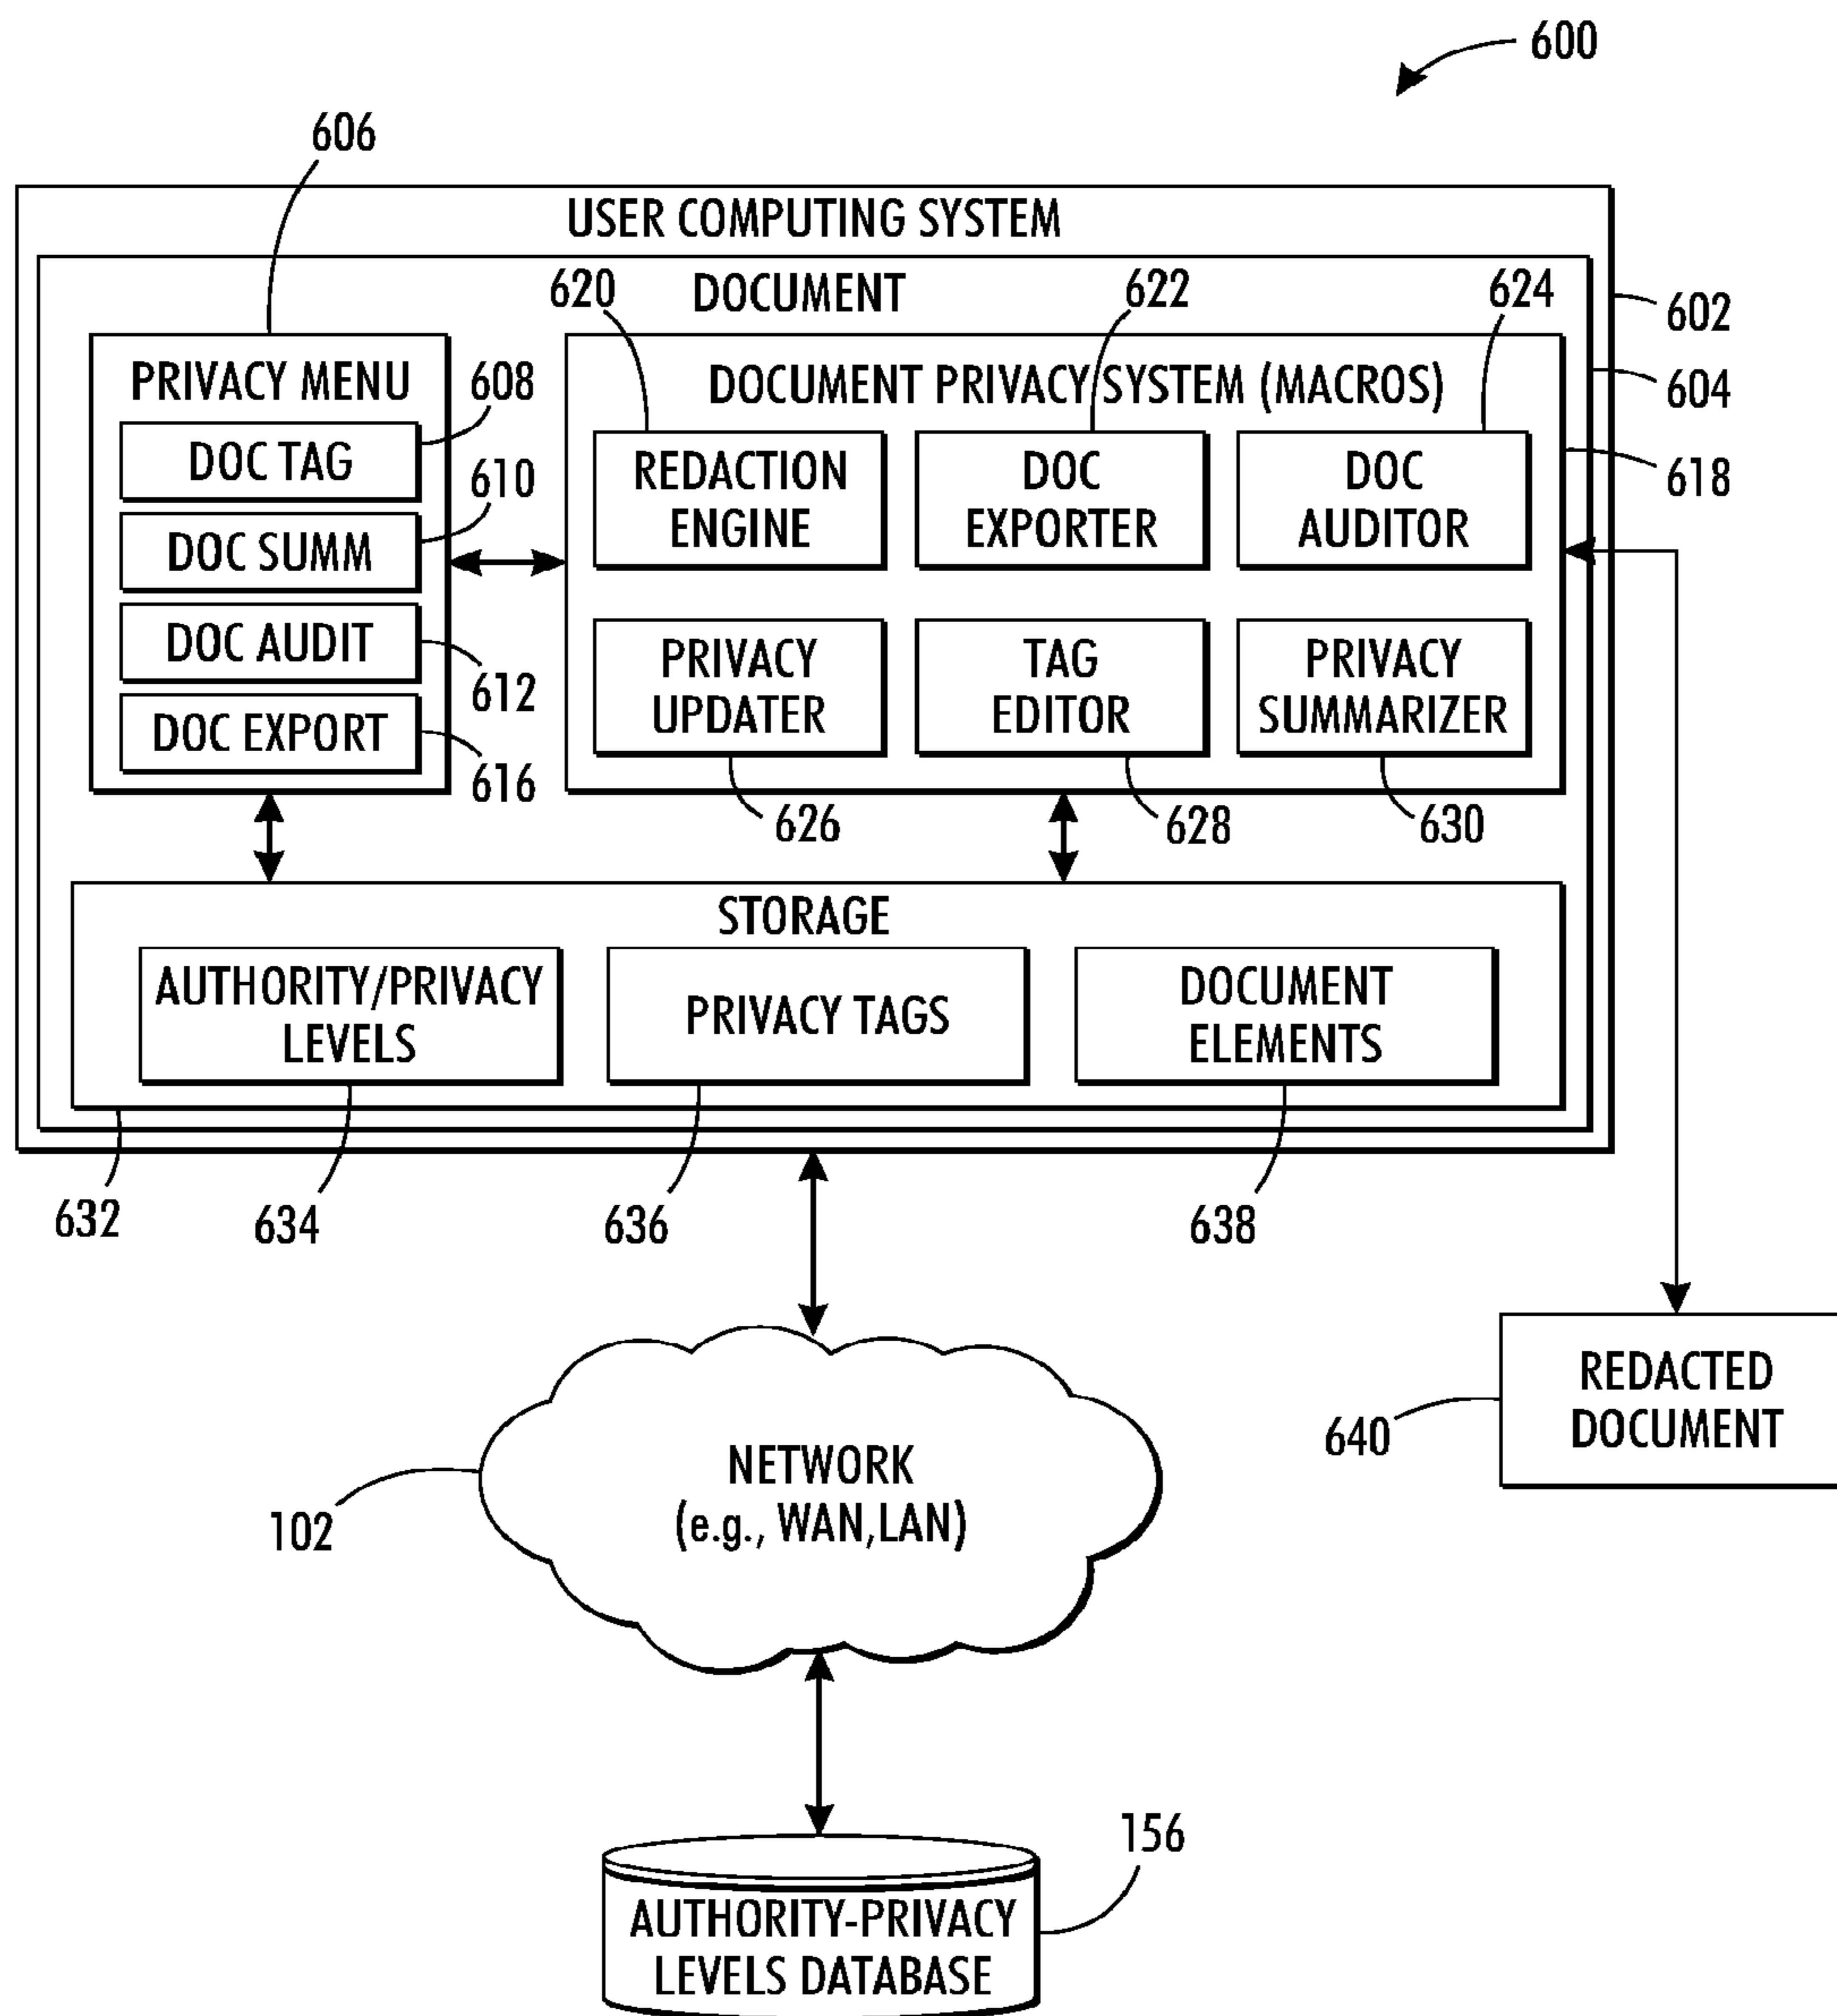 600
606
USER COMPUTING SYSTEM
DOCUMENT
620
622
624
602
PRIVACY MENU
608
DOCUMENT PRIVACY SYSTEM (MACROS)
604
DOC TAG
610
REDACTION
ENGINE
DOC
EXPORTER
DOC
AUDITOR
618
DOC SUMM
DOC AUDIT
612
PRIVACY
UPDATER
TAG
EDITOR
PRIVACY
SUMMARIZER
DOC EXPORT
616
626
628
630
STORAGE
AUTHORITY/PRIVACY
LEVELS
PRIVACY TAGS
DOCUMENT
ELEMENTS
632
634
636
638
REDACTED
DOCUMENT
640
NETWORK
(e.g., WAN,LAN)
102
156
AUTHORITY-PRIVACY
LEVELS DATABASE